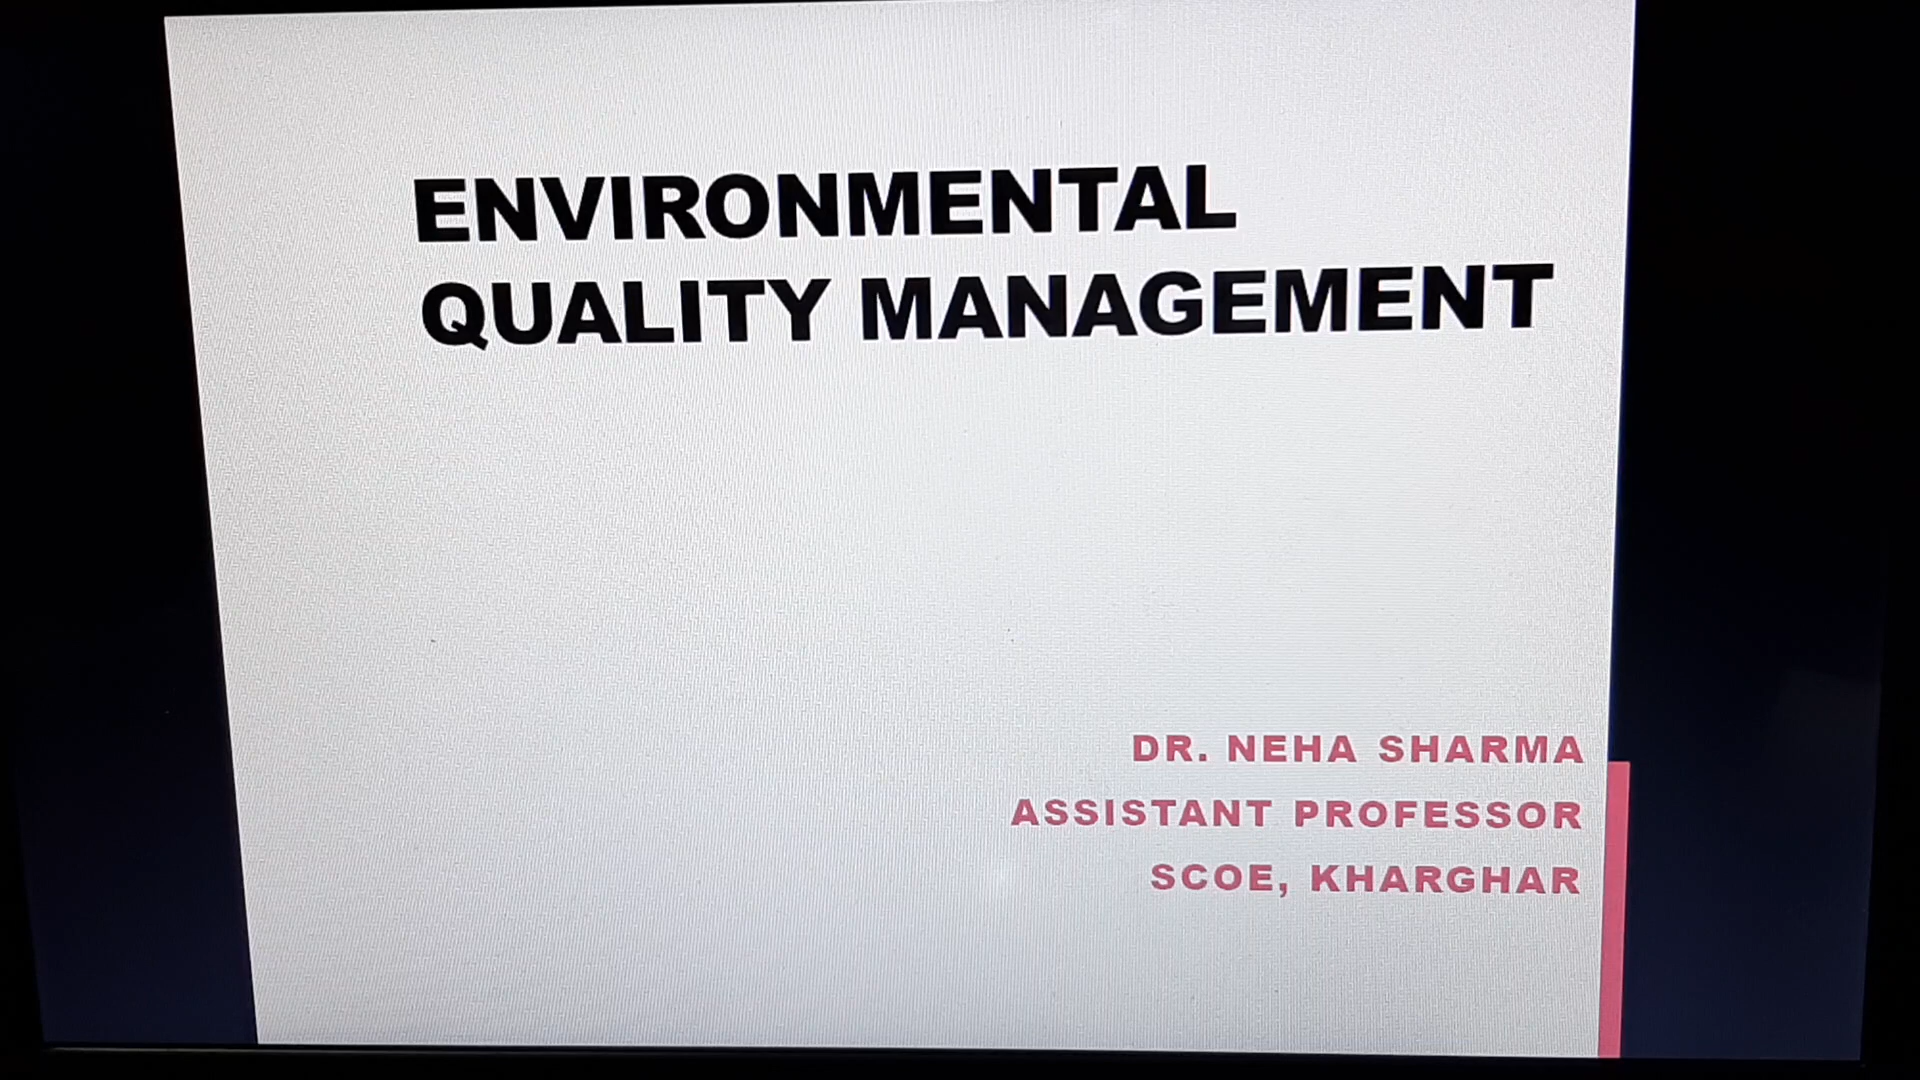 ENVIRONMENTAL
QUALITY MANAGEMENT
DR. NEHA SHARMA
ASSISTANT PROFESSOR
SCOE, KHARGHAR